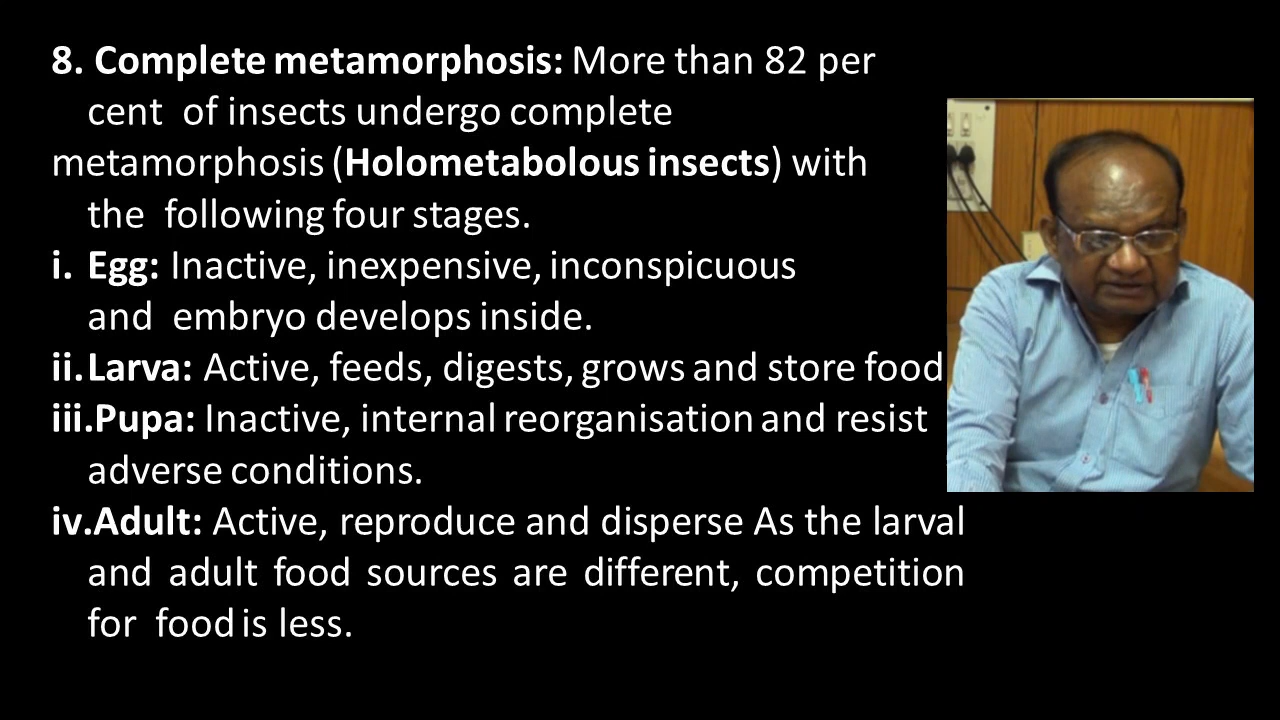 8. Complete metamorphosis: More than 82 per
cent of insects undergo complete
metamorphosis (Holometabolous insects) with
the following four stages.
i. Egg: Inactive, inexpensive, inconspicuous
and embryo develops inside.
ii. Larva: Active, feeds, digests, grows and store food
iii.Pupa: Inactive, internal reorganisation and resist
adverse conditions.
iv.Adult: Active, reproduce and disperse As the larval
and adult food sources are different, competition
for food is less.